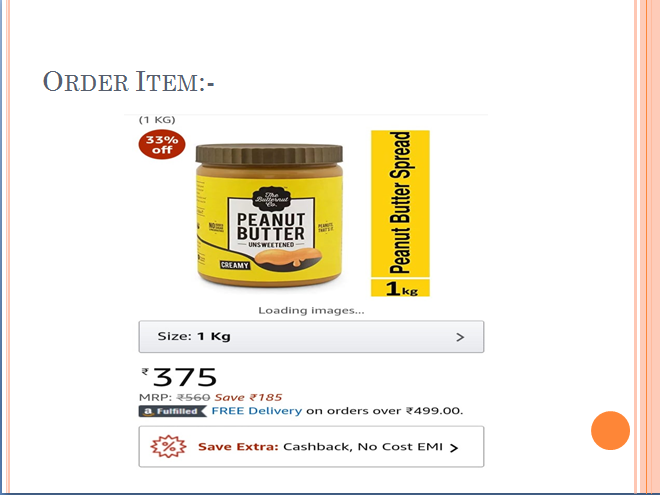 ORDER ITEM:-
(1 KG)
33%
off
The
Butternut
Co.
PEANUT
BUTTER
UNSWEETENED
CREAMY
Peanut Butter Spread
1 kg
Loading images...
Size: 1 Kg >
₹375
MRP: ₹560 Save ₹185
a Fulfilled FREE Delivery on orders over ₹499.00.
% Save Extra: Cashback, No Cost EMI >